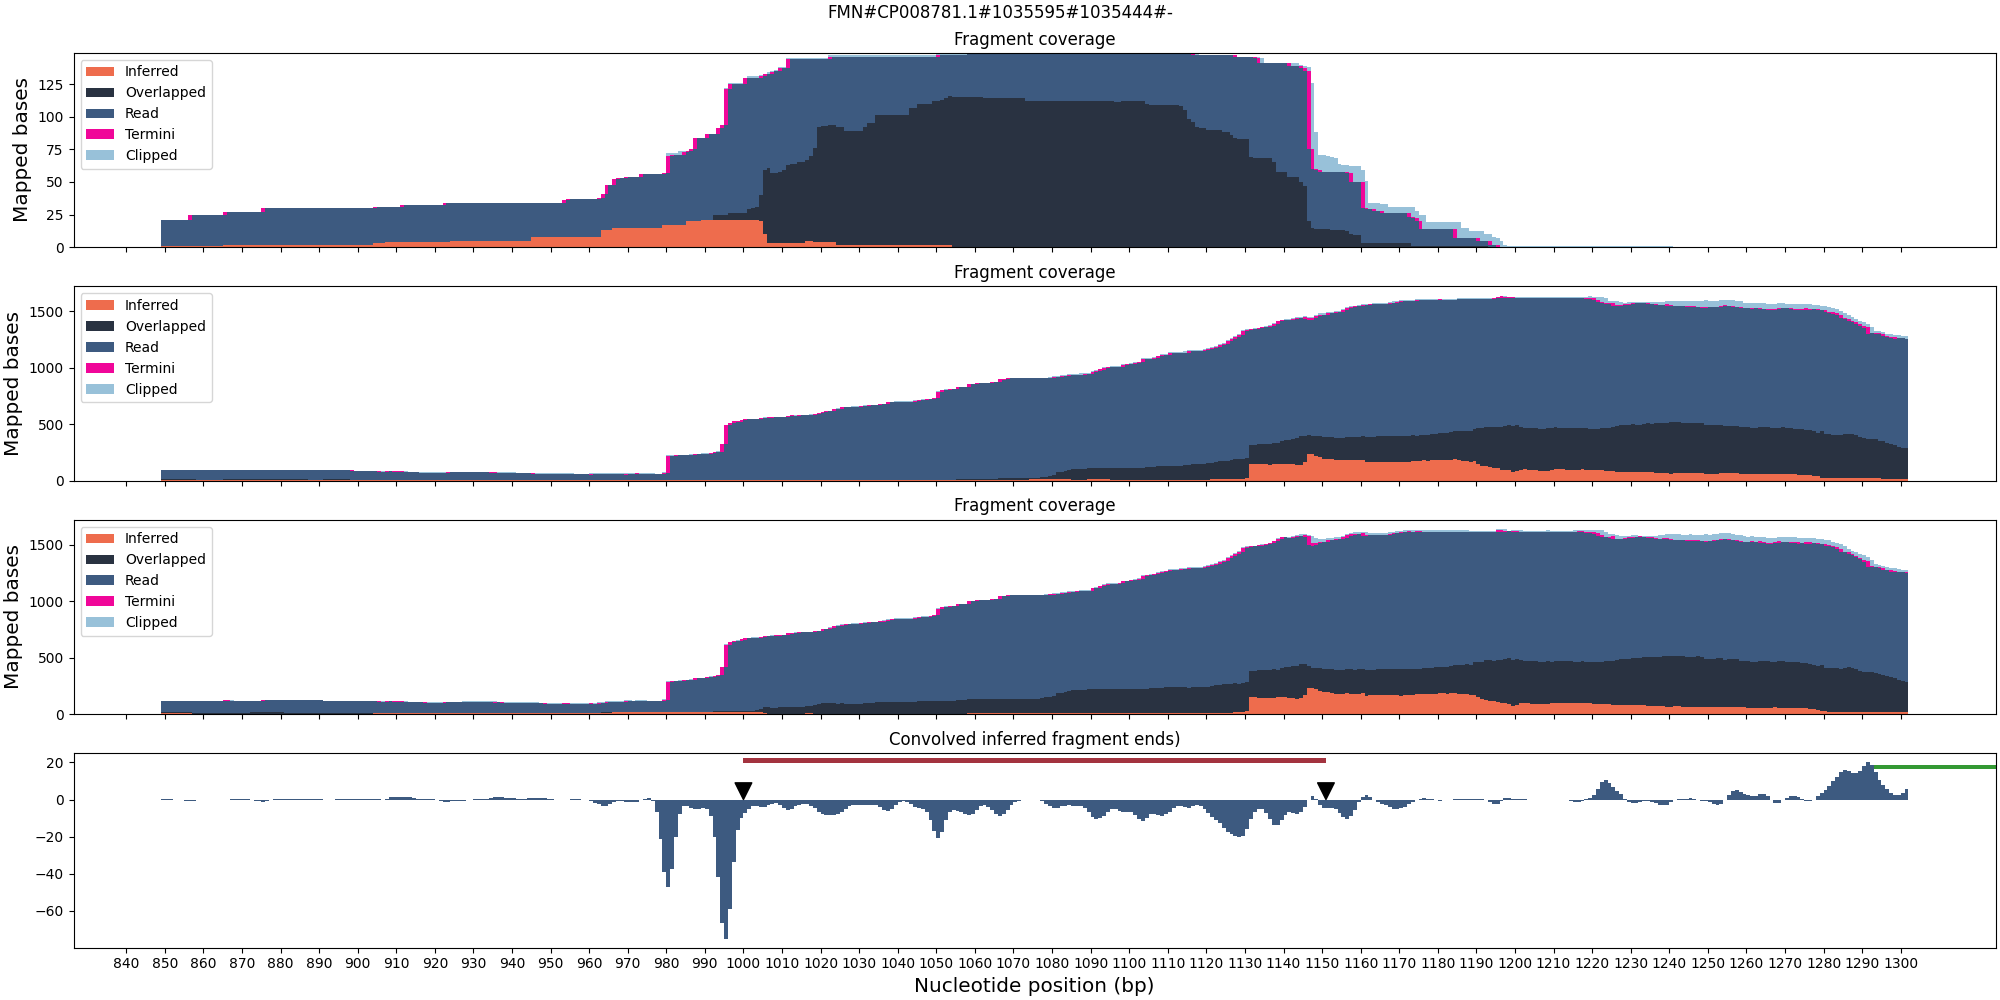 FMN#CP008781.1#1035595#1035444#-
Fragment coverage
Mapped bases
125
100
75
50
25
0
Inferred
Overlapped
Read
Termini
Clipped
Fragment coverage
Mapped bases
1500
1000
500
0
Inferred
Overlapped
Read
Termini
Clipped
Fragment coverage
Mapped bases
1500
1000
500
0
Inferred
Overlapped
Read
Termini
Clipped
Convolved inferred fragment ends)
20
0
−20
−40
−60
840 850 860 870 880 890 900 910 920 930 940 950 960 970 980 990 1000 1010 1020 1030 1040 1050 1060 1070 1080 1090 1100 1110 1120 1130 1140 1150 1160 1170 1180 1190 1200 1210 1220 1230 1240 1250 1260 1270 1280 1290 1300
Nucleotide position (bp)